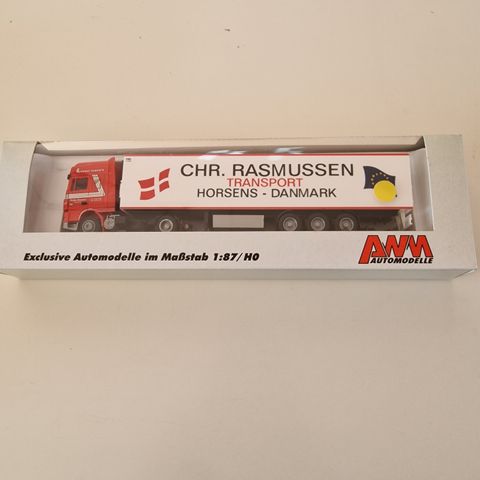 CHR. RASMUSSEN
TRANSPORT
HORSENS - DANMARK
Exclusive Automodelle im Maßstab 1:87/H0
AWM
AUTOMODELLE